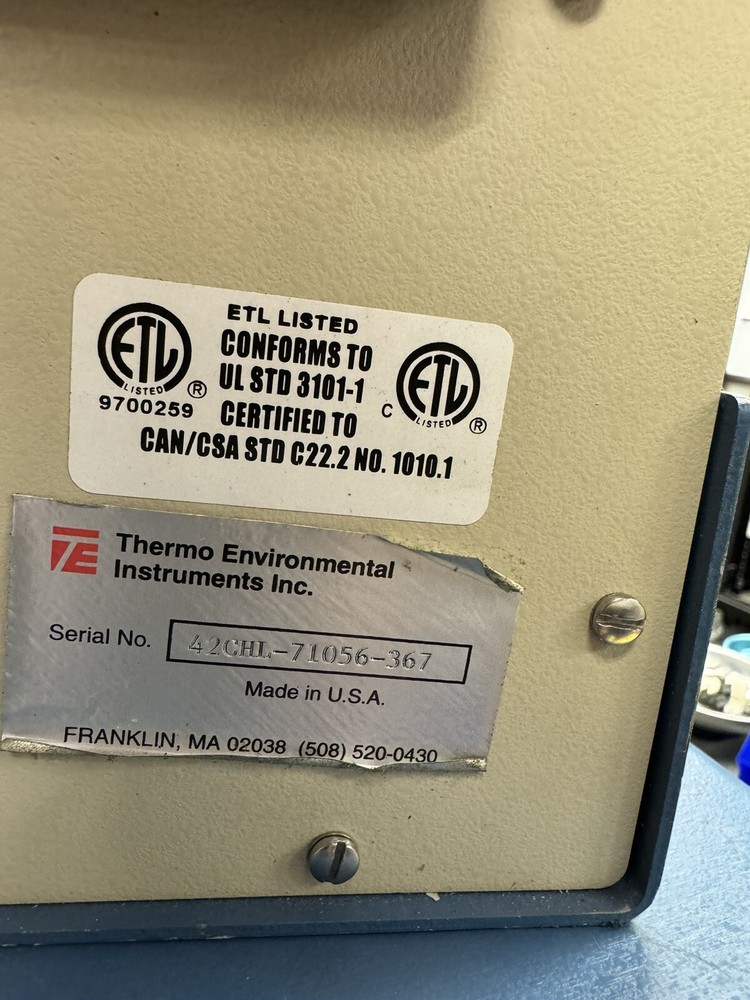 ETL LISTED
CONFORMS TO
UL STD 3101-1
CERTIFIED TO
CAN/CSA STD C22.2 NO. 1010.1
ETL
LISTED
®
9700259
C
ETL
LISTED
®
TE
Thermo Environmental
Instruments Inc.
Serial No. 42CHL-71056-367
Made in U.S.A.
FRANKLIN, MA 02038 (508) 520-0430